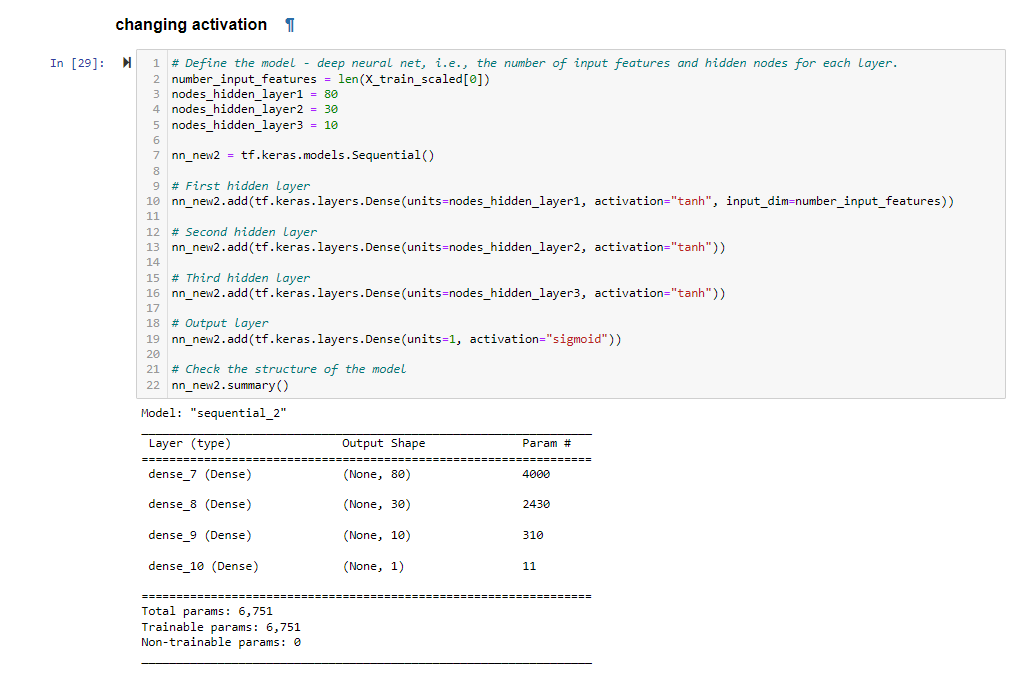 changing activation ¶
In [29]:
1 # Define the model - deep neural net, i.e., the number of input features and hidden nodes for each layer.
2 number_input_features = len(X_train_scaled[0])
3 nodes_hidden_layer1 = 80
4 nodes_hidden_layer2 = 30
5 nodes_hidden_layer3 = 10
6
7 nn_new2 = tf.keras.models.Sequential()
8
9 # First hidden layer
10 nn_new2.add(tf.keras.layers.Dense(units=nodes_hidden_layer1, activation="tanh", input_dim=number_input_features))
11
12 # Second hidden layer
13 nn_new2.add(tf.keras.layers.Dense(units=nodes_hidden_layer2, activation="tanh"))
14
15 # Third hidden layer
16 nn_new2.add(tf.keras.layers.Dense(units=nodes_hidden_layer3, activation="tanh"))
17
18 # Output layer
19 nn_new2.add(tf.keras.layers.Dense(units=1, activation="sigmoid"))
20
21 # Check the structure of the model
22 nn_new2.summary()
Model: "sequential_2"
Layer (type) Output Shape Param #
dense_7 (Dense) (None, 80) 4000
dense_8 (Dense) (None, 30) 2430
dense_9 (Dense) (None, 10) 310
dense_10 (Dense) (None, 1) 11
Total params: 6,751
Trainable params: 6,751
Non-trainable params: 0